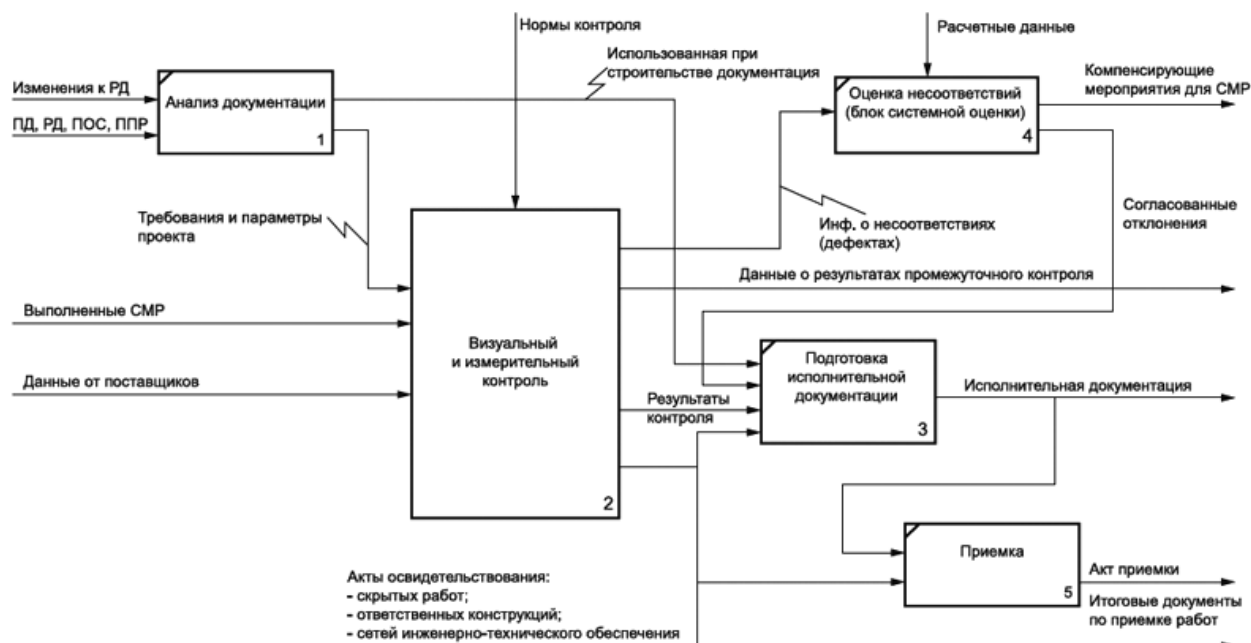 Нормы контроля
Расчетные данные
Использованная при
строительстве документация
Компенсирующие
мероприятия для СМР
Изменения к РД
Анализ документации
ПД, РД, ПОС, ППР
1
Оценка несоответствий
(блок системной оценки)
4
Требования и параметры
проекта
Инф. о несоответствиях
(дефектах)
Согласованные
отклонения
Данные о результатах промежуточного контроля
Выполненные СМР
Визуальный
и измерительный
контроль
2
Данные от поставщиков
Подготовка
исполнительной
документации
3
Исполнительная документация
Результаты
контроля
Приемка
5
Акт приемки
Итоговые документы
по приемке работ
Акты освидетельствования:
- скрытых работ;
- ответственных конструкций;
- сетей инженерно-технического обеспечения